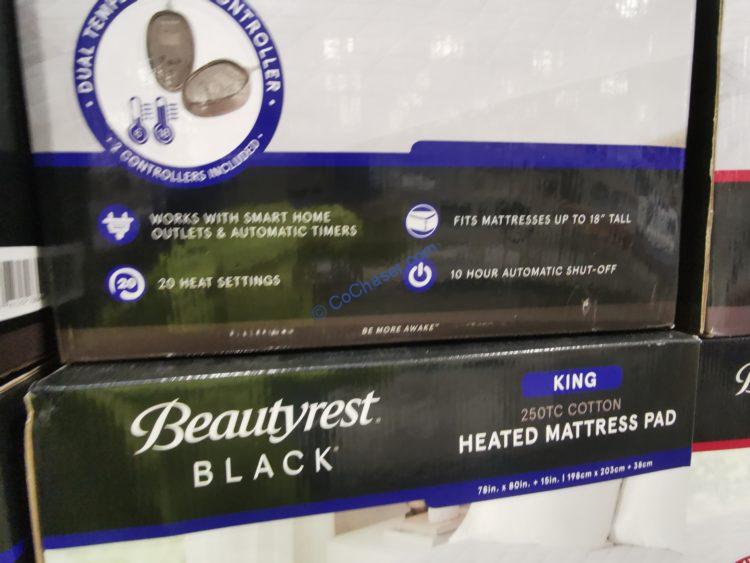 DUAL TEMP
CONTROLLER
2 CONTROLLERS INCLUDED
WORKS WITH SMART HOME
OUTLETS & AUTOMATIC TIMERS
FITS MATTRESSES UP TO 18" TALL
20
20 HEAT SETTINGS
10 HOUR AUTOMATIC SHUT-OFF
© CoChaser.com
BE MORE AWAKE™
Beautyrest®
BLACK®
KING
250TC COTTON
HEATED MATTRESS PAD
78in. x 80in. + 15in. | 198cm x 203cm + 38cm